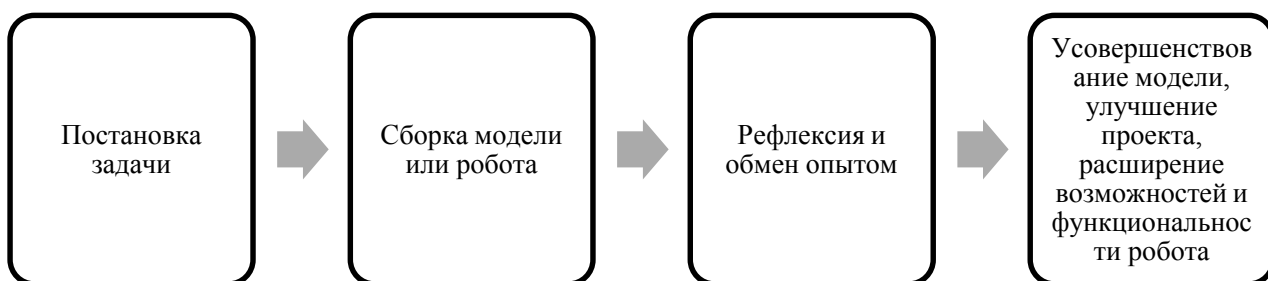 Постановка
задачи
Сборка модели
или робота
Рефлексия и
обмен опытом
Усовершенствов
ание модели,
улучшение
проекта,
расширение
возможностей и
функциональнос
ти робота